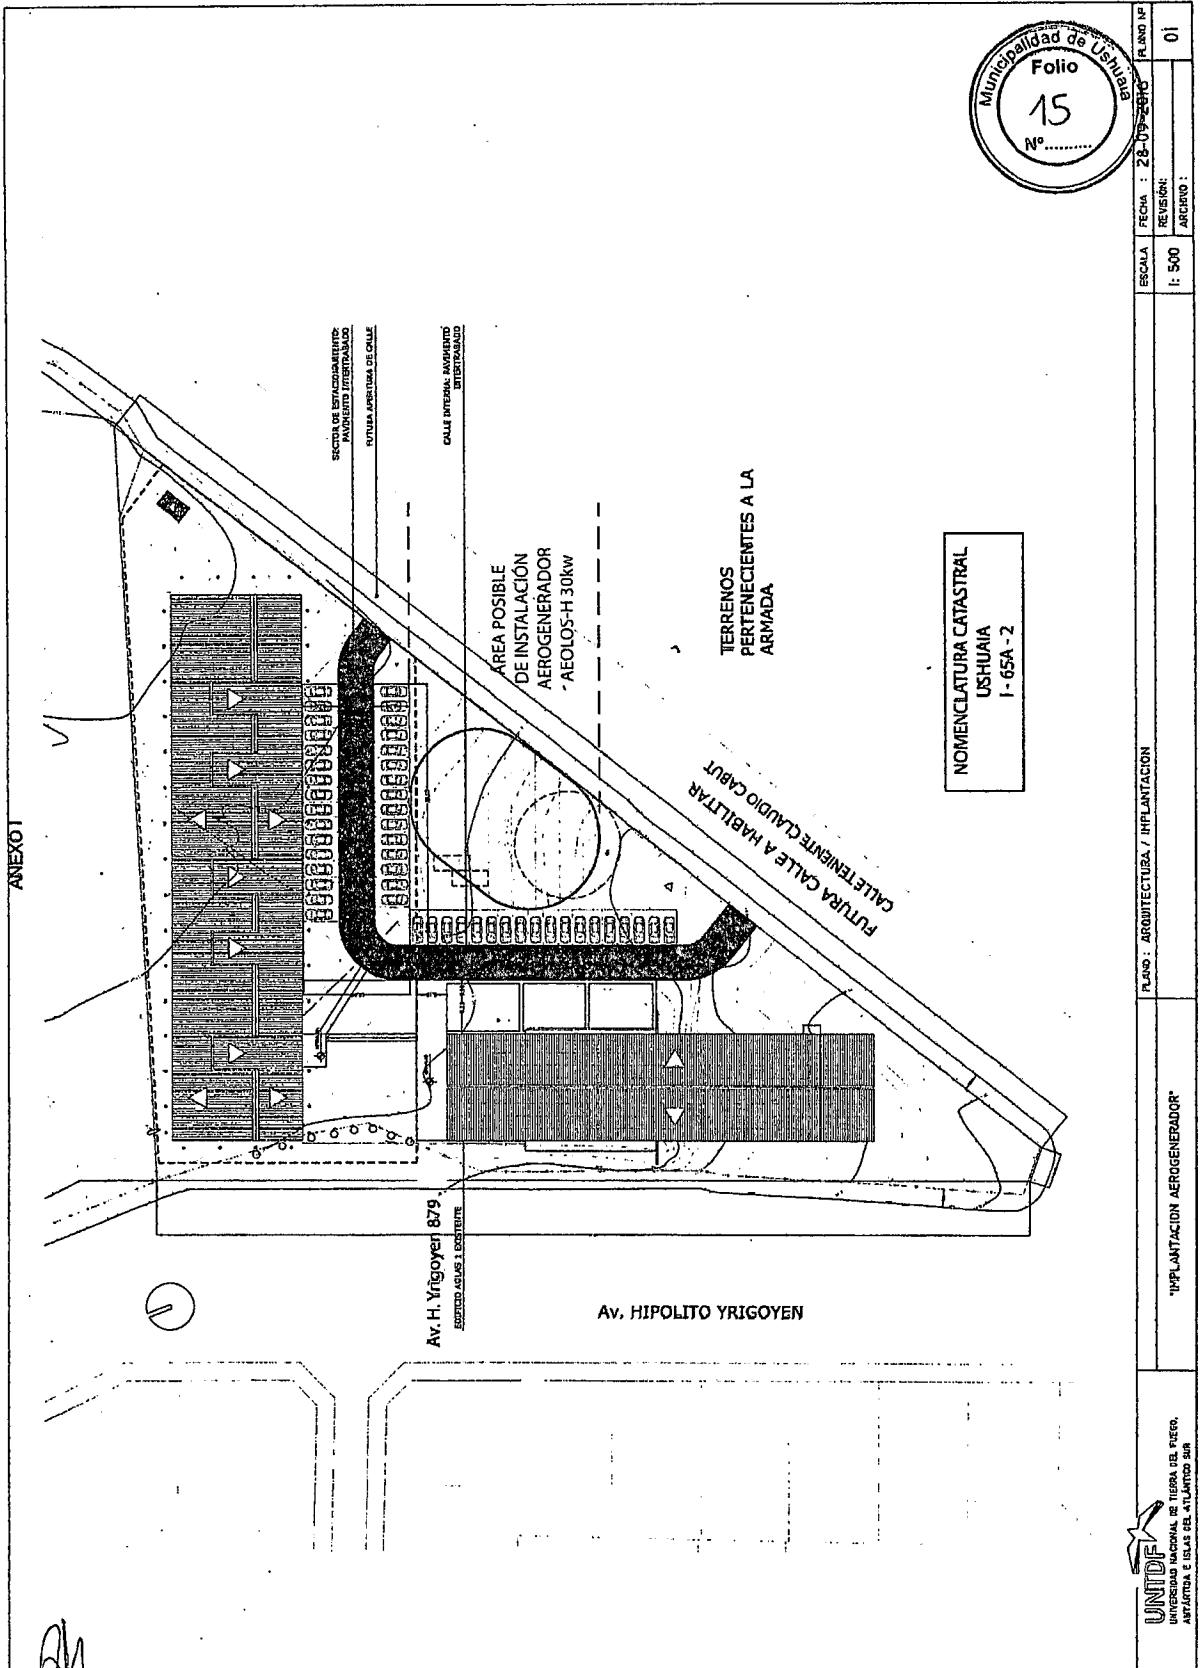 ANEXO I
Municipalidad de Ushuaia
Folio
15
Nº..........
SECTOR DE ESTACIONAMIENTO:
PAVIMENTO INTERTRABADO
FUTURA APERTURA DE CALLE
CALLE INTERNA: PAVIMENTO
INTERTRABADO
AREA POSIBLE
DE INSTALACIÓN
AEROGENERADOR
AEOLOS-H 30kw
TERRENOS
PERTENECIENTES A LA
ARMADA
NOMENCLATURA CATASTRAL
USHUAIA
I - 65A - 2
FUTURA CALLE A HABILITAR
CALLE TENIENTE CLAUDIO CABUT
Av. H. Yrigoyen 879
EDIFICIO AULAS 1 EXISTENTE
Av. HIPOLITO YRIGOYEN
UNTDF
UNIVERSIDAD NACIONAL DE TIERRA DEL FUEGO,
ANTÁRTIDA E ISLAS DEL ATLÁNTICO SUR
"IMPLANTACION AEROGENERADOR"
PLANO : ARQUITECTURA / IMPLANTACION
ESCALA
1: 500
FECHA : 28-09-2016
REVISIÓN:
ARCHIVO :
PLANO Nº
01